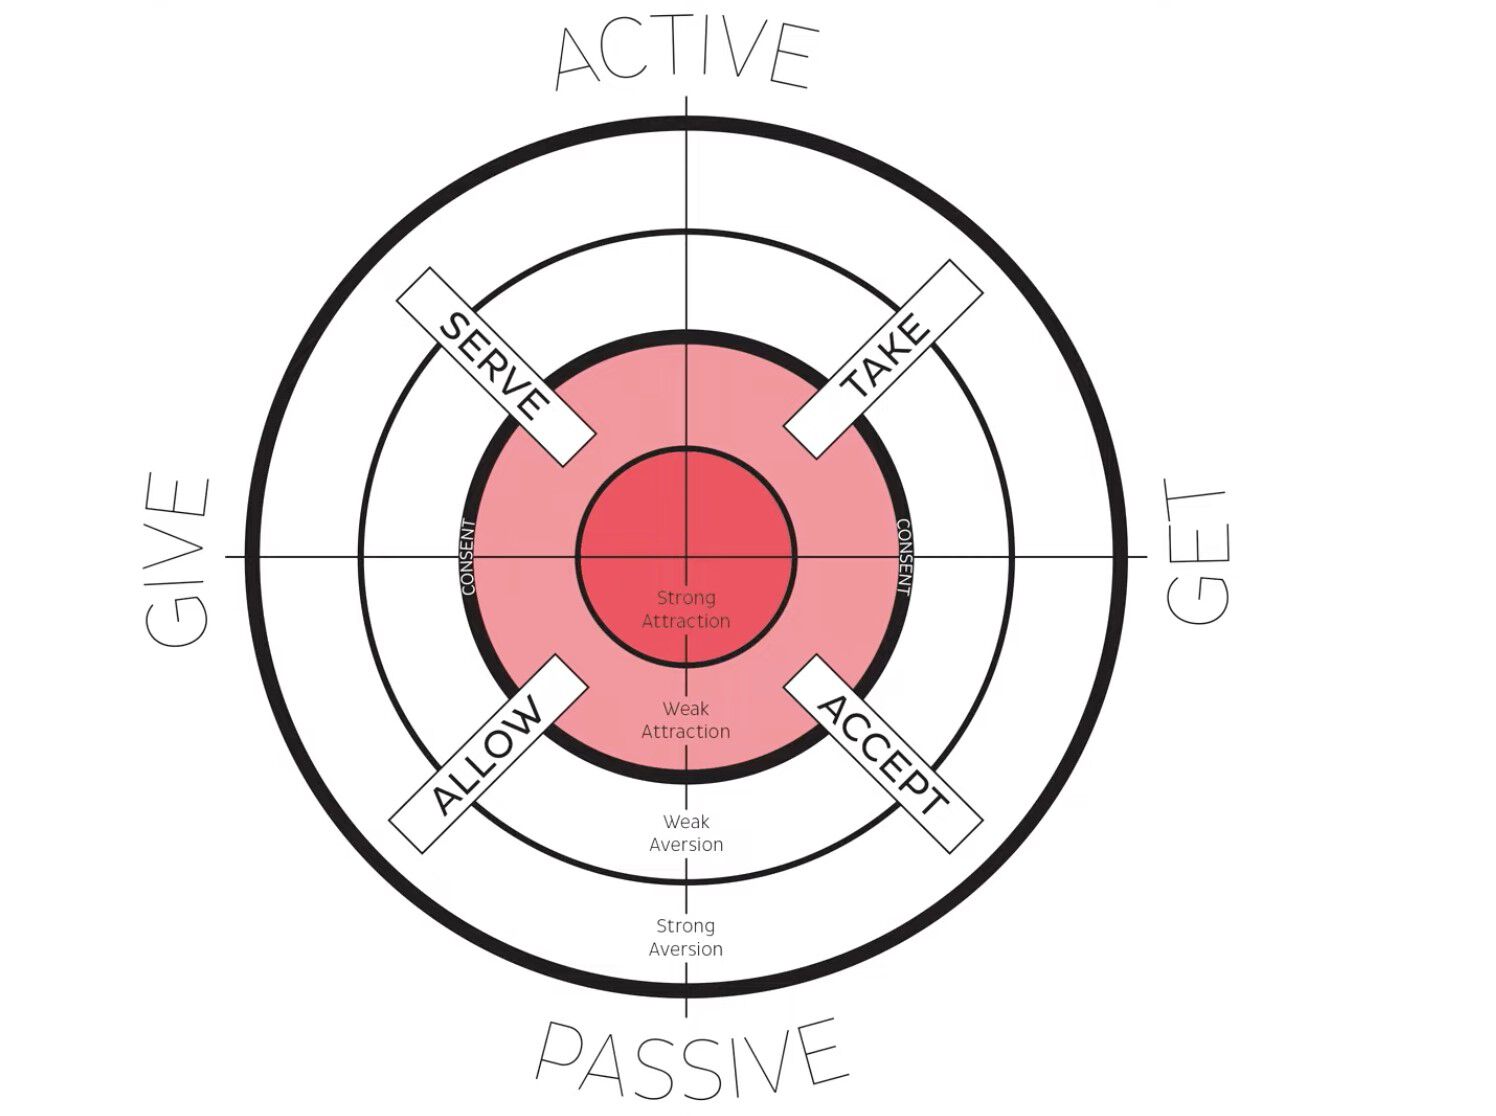 ACTIVE
SERVE
TAKE
GIVE
CONSENT
CONSENT
GET
Strong
Attraction
Weak
Attraction
ALLOW
ACCEPT
Weak
Aversion
Strong
Aversion
PASSIVE